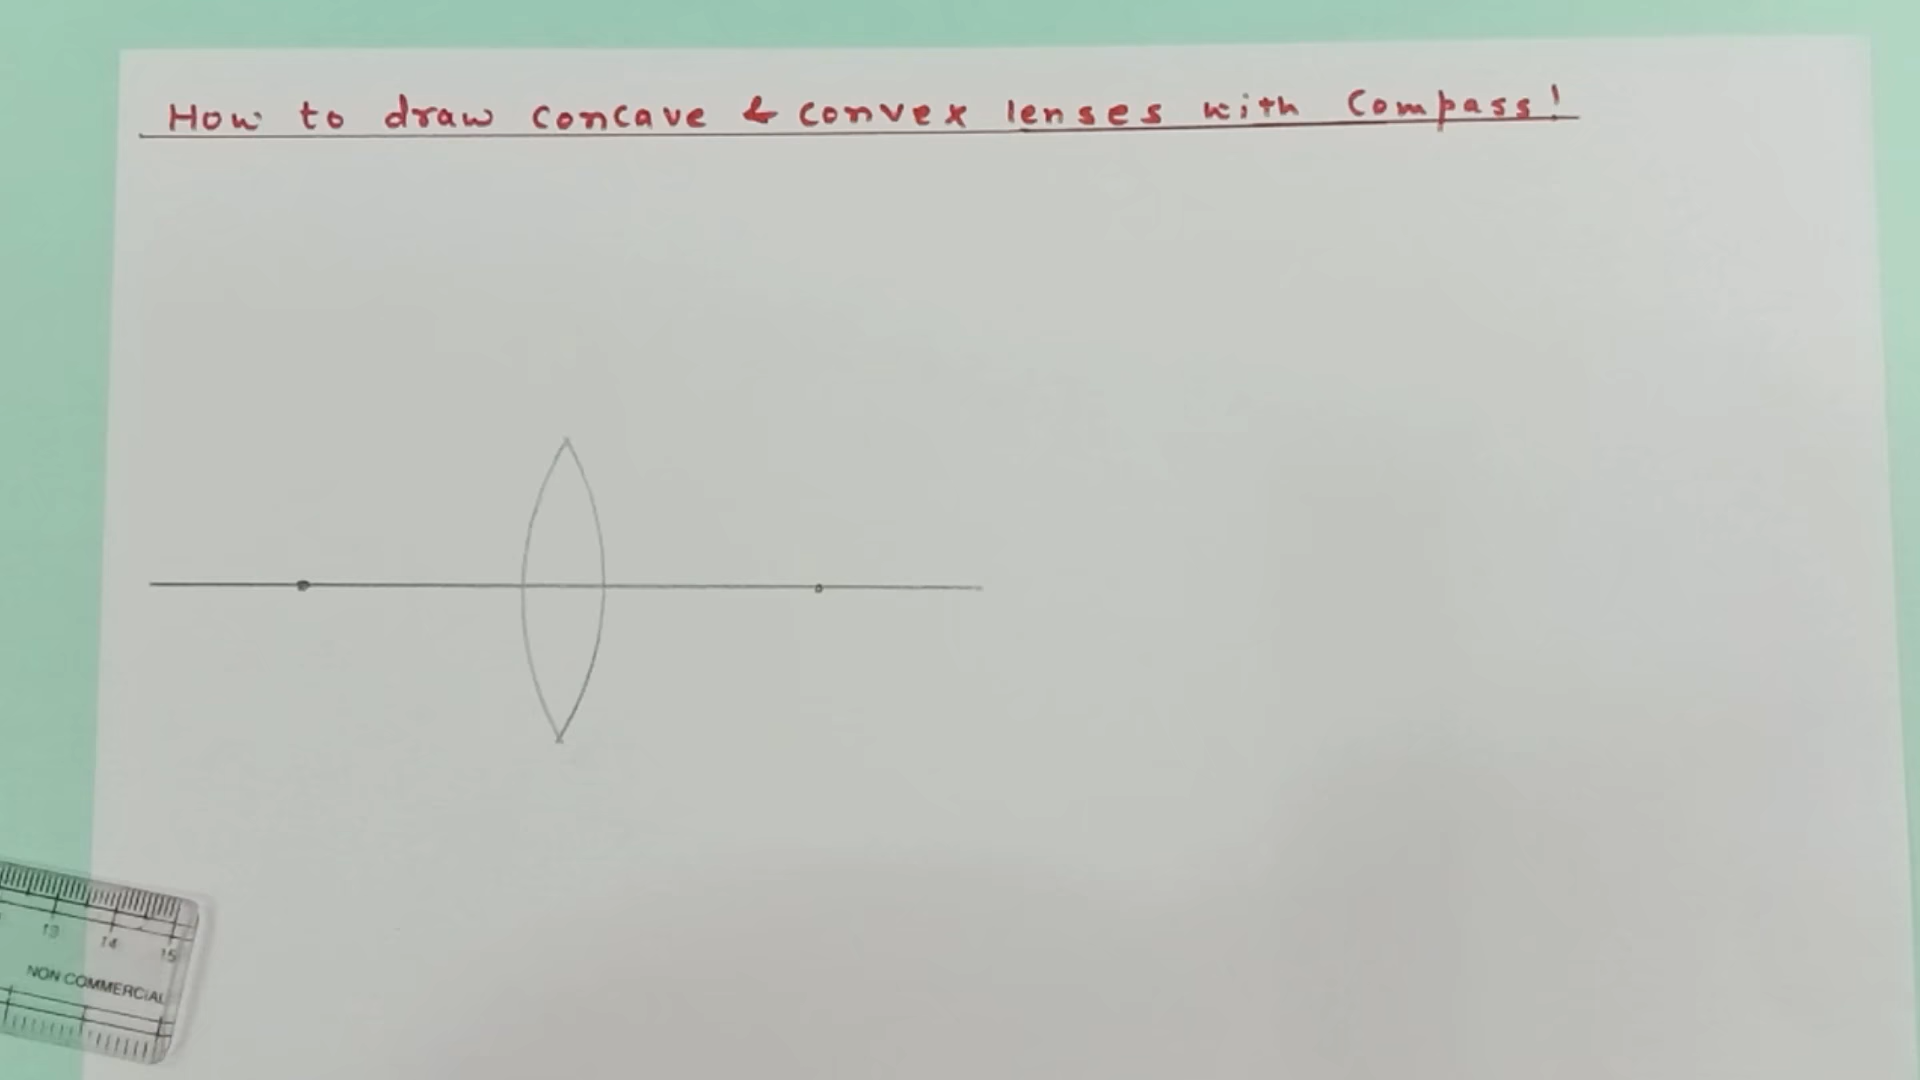 How to draw concave & convex lenses with Compass!
13 14 15
NON COMMERCIAL